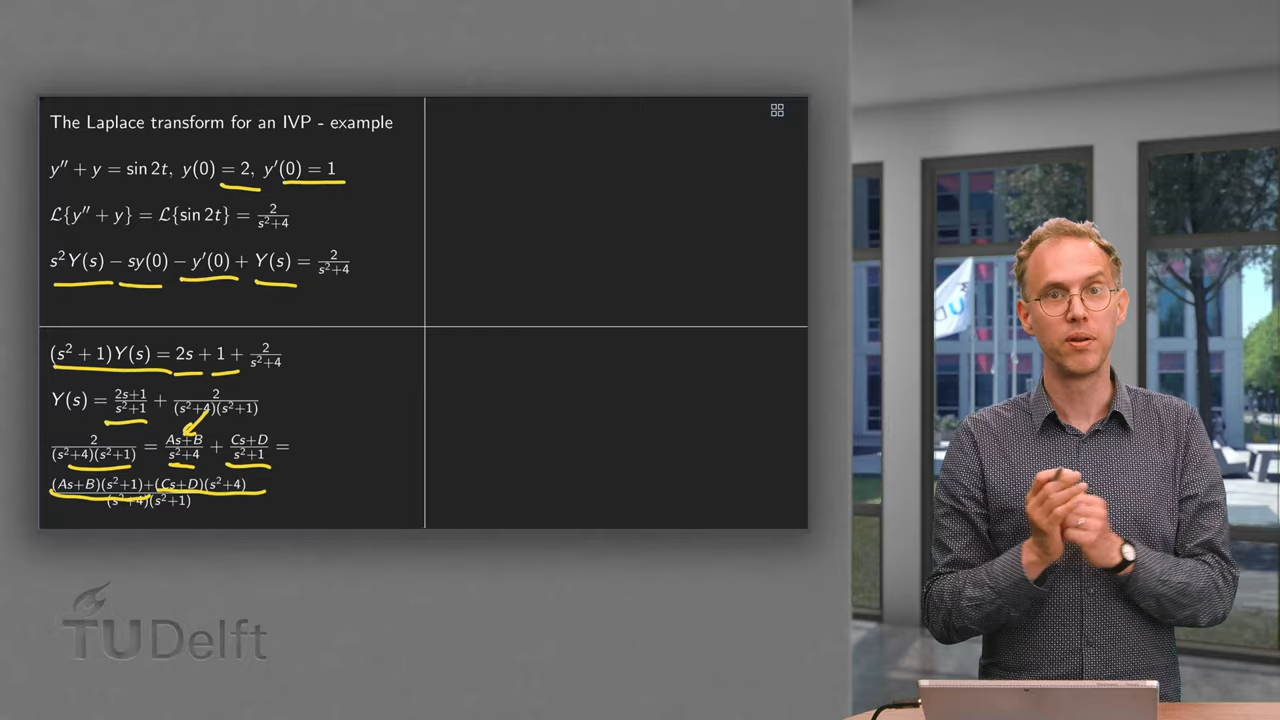 The Laplace transform for an IVP - example
y″ + y = sin 2t, y(0) = 2, y′(0) = 1
ℒ{y″ + y} = ℒ{sin 2t} = 2/(s²+4)
s²Y(s) − sy(0) − y′(0) + Y(s) = 2/(s²+4)
(s² + 1)Y(s) = 2s + 1 + 2/(s²+4)
Y(s) = (2s+1)/(s²+1) + 2/((s²+4)(s²+1))
2/((s²+4)(s²+1)) = (As+B)/(s²+4) + (Cs+D)/(s²+1) =
((As+B)(s²+1)+(Cs+D)(s²+4))/((s²+4)(s²+1))
TUDelft